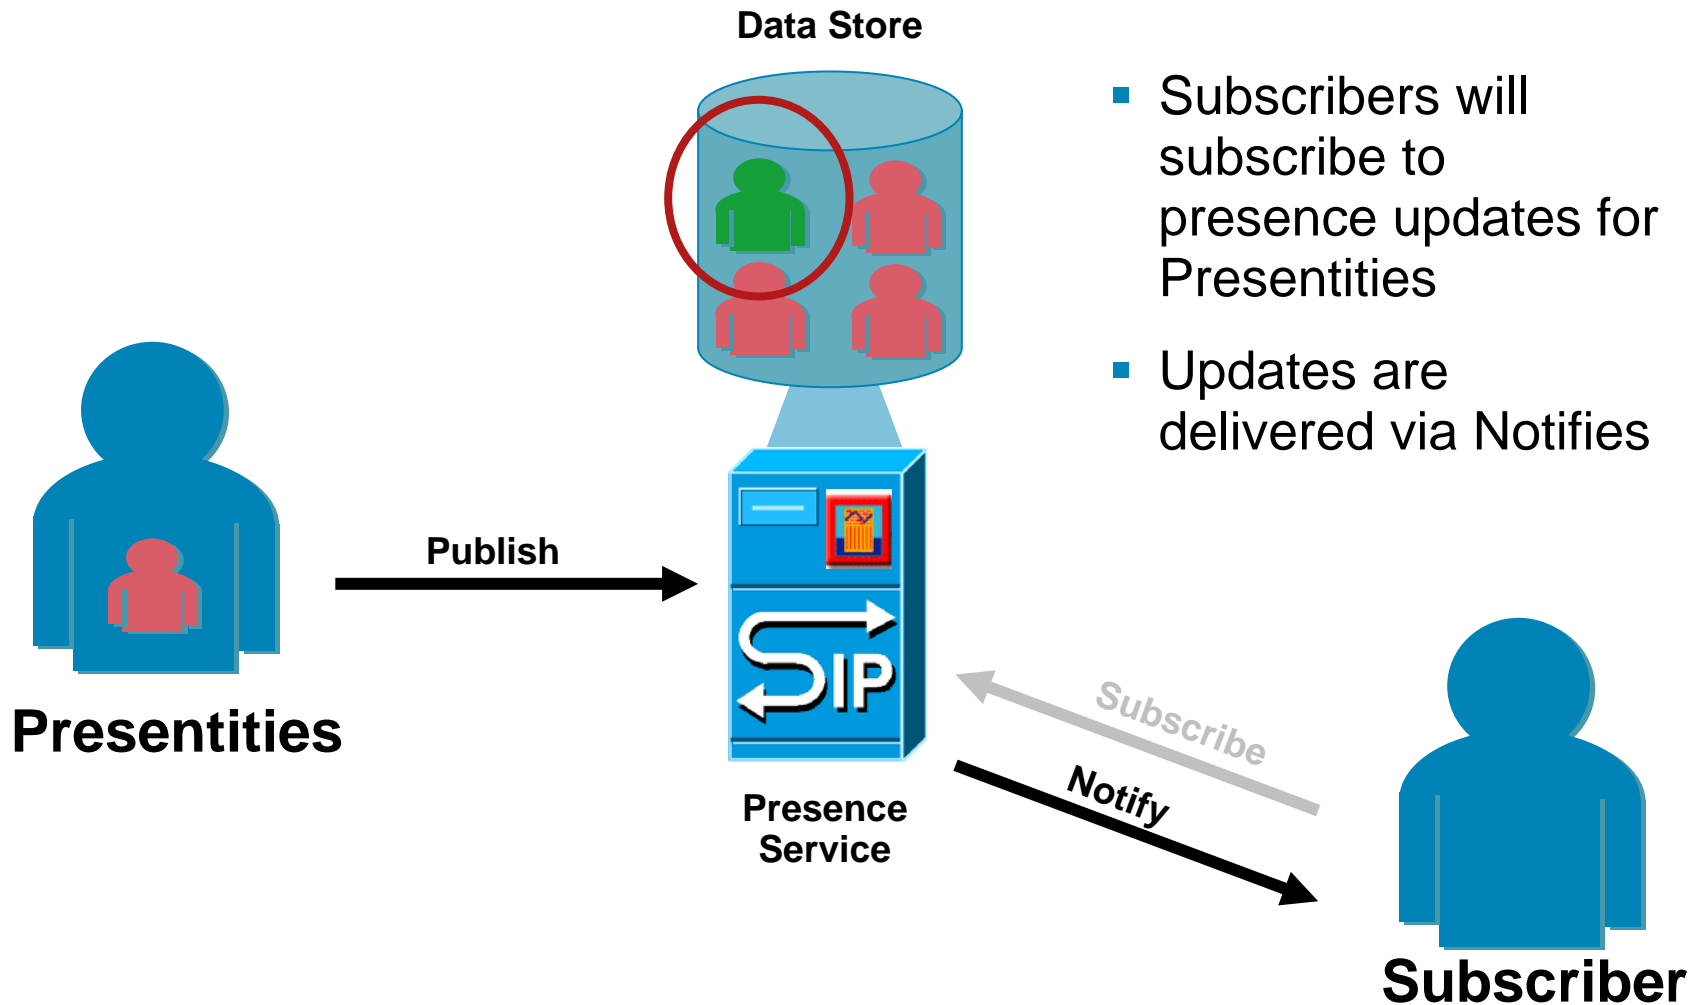 Data Store
Subscribers will
subscribe to
presence updates for
Presentities
Updates are
delivered via Notifies
Publish
SIP
Presentities
Subscribe
Notify
Presence
Service
Subscriber